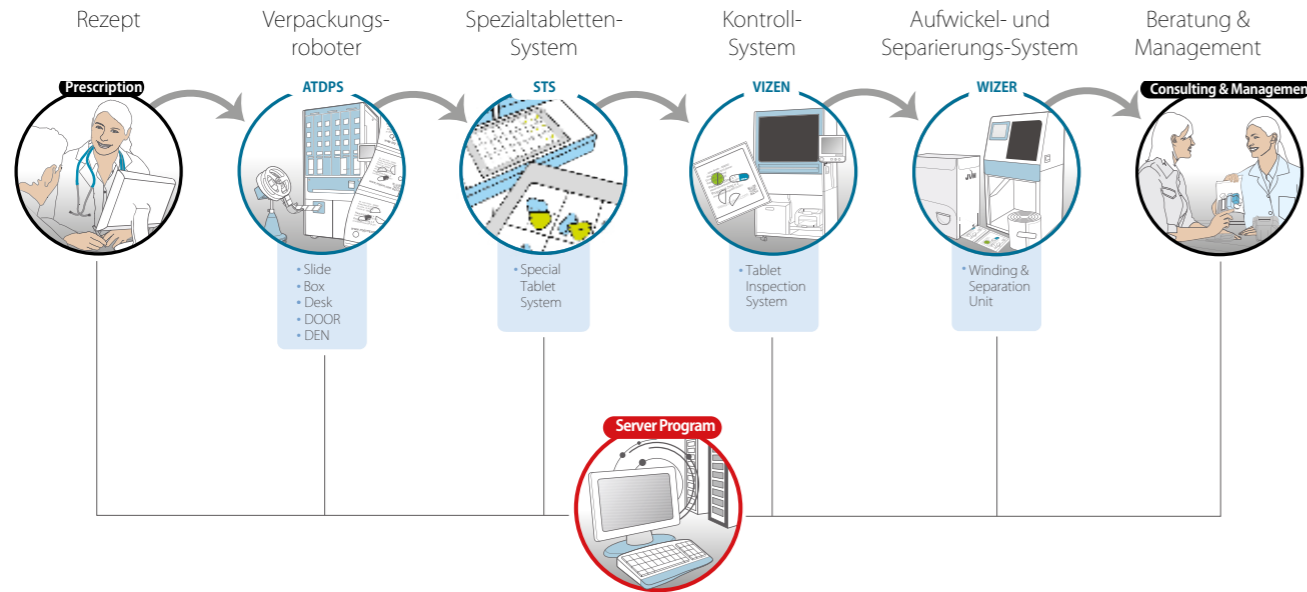 Rezept
Verpackungs-
roboter
Spezialtabletten-
System
Kontroll-
System
Aufwickel- und
Separierungs-System
Beratung &
Management
Prescription
ATDPS
STS
VIZEN
WIZER
Consulting & Management
• Slide
• Box
• Desk
• DOOR
• DEN
• Special
Tablet
System
• Tablet
Inspection
System
• Winding &
Separation
Unit
Server Program